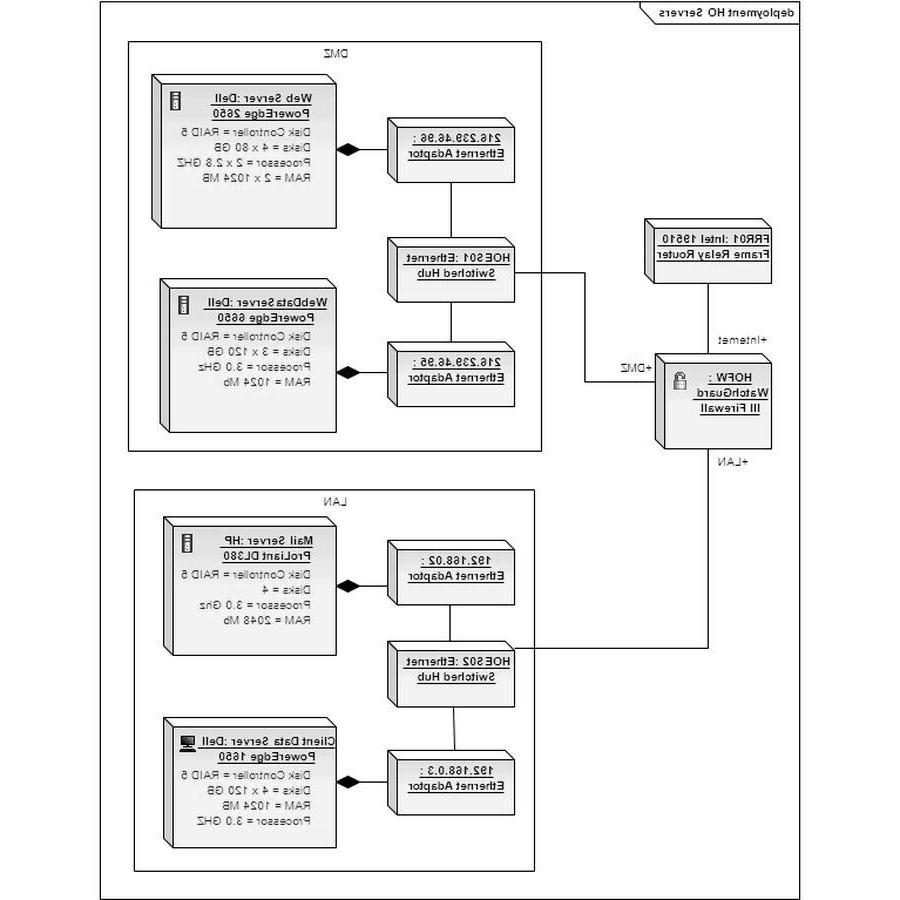 deployment HO Servers
DMZ
Web Server :Dell
PowerEdge 2650
Disk Controller = RAID 5
Disks = 4 x 80 GB
Processor = 2 x 2.8 GHZ
RAM = 2 x 1024 MB
216.239.46.96 :
Ethernet Adaptor
HOES01: Ethernet
Switched Hub
WebDataServer :Dell
PowerEdge 6650
Disk Controller = RAID 5
Disks = 3 x 120 GB
Processor = 3.0 GHz
RAM = 1024 Mb
216.239.46.95 :
Ethernet Adaptor
FRR01: Intel 19510
Frame Relay Router
+Internet
+DMZ
HOFW :
WatchGuard
III Firewall
+LAN
LAN
Mail Server :HP
ProLiant DL380
Disk Controller = RAID 5
Disks = 4
Processor = 3.0 Ghz
RAM = 2048 Mb
192.168.02 :
Ethernet Adaptor
HOES02: Ethernet
Switched Hub
Client Data Server :Dell
PowerEdge 1650
Disk Controller = RAID 5
Disks = 4 x 120 GB
RAM = 1024 MB
Processor = 3.0 GHZ
192.168.0.3 :
Ethernet Adaptor